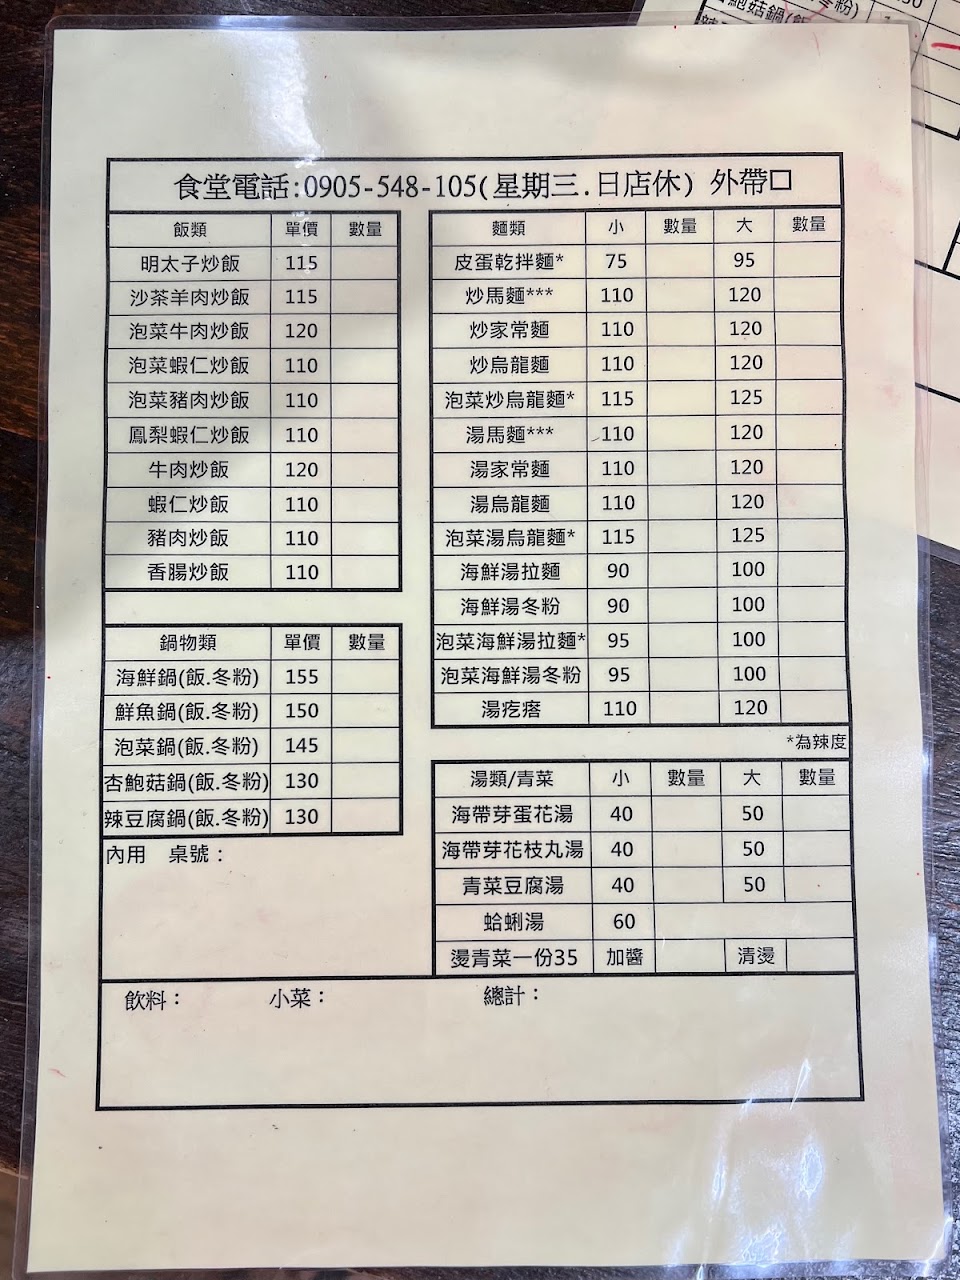 食堂電話:0905-548-105(星期三.日店休) 外帶口
飯類 單價 數量
明太子炒飯 115
沙茶羊肉炒飯 115
泡菜牛肉炒飯 120
泡菜蝦仁炒飯 110
泡菜豬肉炒飯 110
鳳梨蝦仁炒飯 110
牛肉炒飯 120
蝦仁炒飯 110
豬肉炒飯 110
香腸炒飯 110
鍋物類 單價 數量
海鮮鍋(飯.冬粉) 155
鮮魚鍋(飯.冬粉) 150
泡菜鍋(飯.冬粉) 145
杏鮑菇鍋(飯.冬粉) 130
辣豆腐鍋(飯.冬粉) 130
內用 桌號：
麵類 小 數量 大 數量
皮蛋乾拌麵* 75 95
炒馬麵*** 110 120
炒家常麵 110 120
炒烏龍麵 110 120
泡菜炒烏龍麵* 115 125
湯馬麵*** 110 120
湯家常麵 110 120
湯烏龍麵 110 120
泡菜湯烏龍麵* 115 125
海鮮湯拉麵 90 100
海鮮湯冬粉 90 100
泡菜海鮮湯拉麵* 95 100
泡菜海鮮湯冬粉 95 100
湯疙瘩 110 120
*為辣度
湯類/青菜 小 數量 大 數量
海帶芽蛋花湯 40 50
海帶芽花枝丸湯 40 50
青菜豆腐湯 40 50
蛤蜊湯 60
燙青菜一份35 加醬 清燙
飲料： 小菜： 總計：